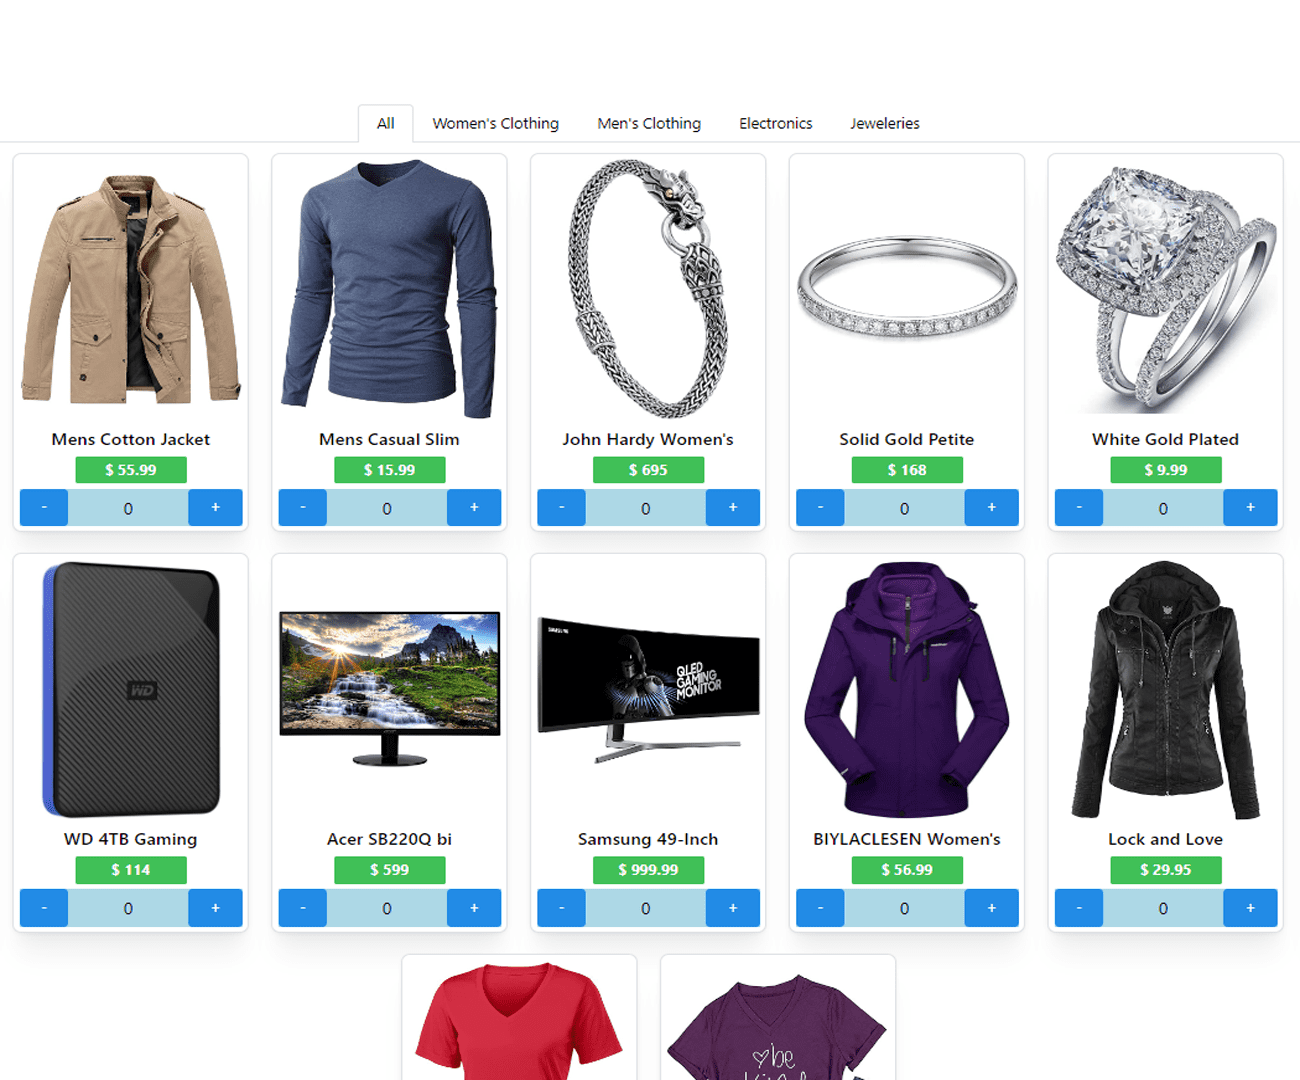 All Women's Clothing Men's Clothing Electronics Jeweleries
Mens Cotton Jacket
$ 55.99
- 0 +
Mens Casual Slim
$ 15.99
- 0 +
John Hardy Women's
$ 695
- 0 +
Solid Gold Petite
$ 168
- 0 +
White Gold Plated
$ 9.99
- 0 +
WD
WD 4TB Gaming
$ 114
- 0 +
Acer SB220Q bi
$ 599
- 0 +
SAMSUNG
QLED
GAMING
MONITOR
Samsung 49-Inch
$ 999.99
- 0 +
BIYLACLESEN Women's
$ 56.99
- 0 +
Lock and Love
$ 29.95
- 0 +
be